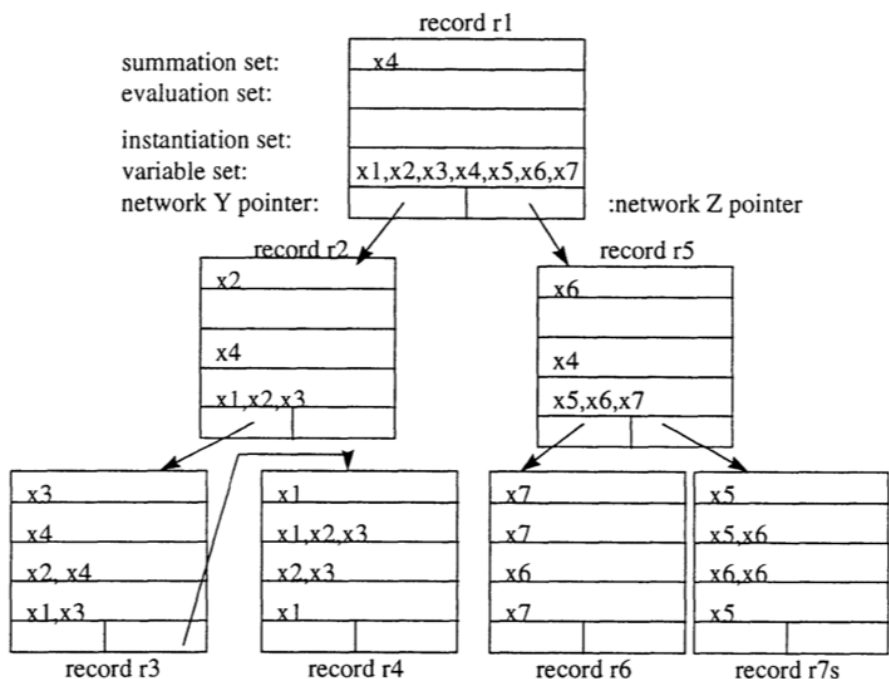 record r1
summation set: x4
evaluation set:
instantiation set:
variable set: x1,x2,x3,x4,x5,x6,x7
network Y pointer: :network Z pointer
record r2
x2
x4
x1,x2,x3
record r5
x6
x4
x5,x6,x7
x3
x4
x2, x4
x1,x3
record r3
x1
x1,x2,x3
x2,x3
x1
record r4
x7
x7
x6
x7
record r6
x5
x5,x6
x6,x6
x5
record r7s